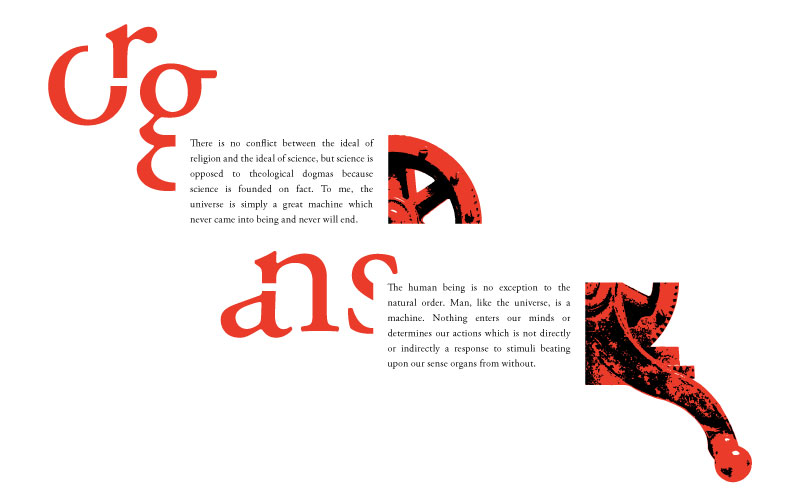 org
There is no conflict between the ideal of
religion and the ideal of science, but science is
opposed to theological dogmas because
science is founded on fact. To me, the
universe is simply a great machine which
never came into being and never will end.
ans
The human being is no exception to the
natural order. Man, like the universe, is a
machine. Nothing enters our minds or
determines our actions which is not directly
or indirectly a response to stimuli beating
upon our sense organs from without.